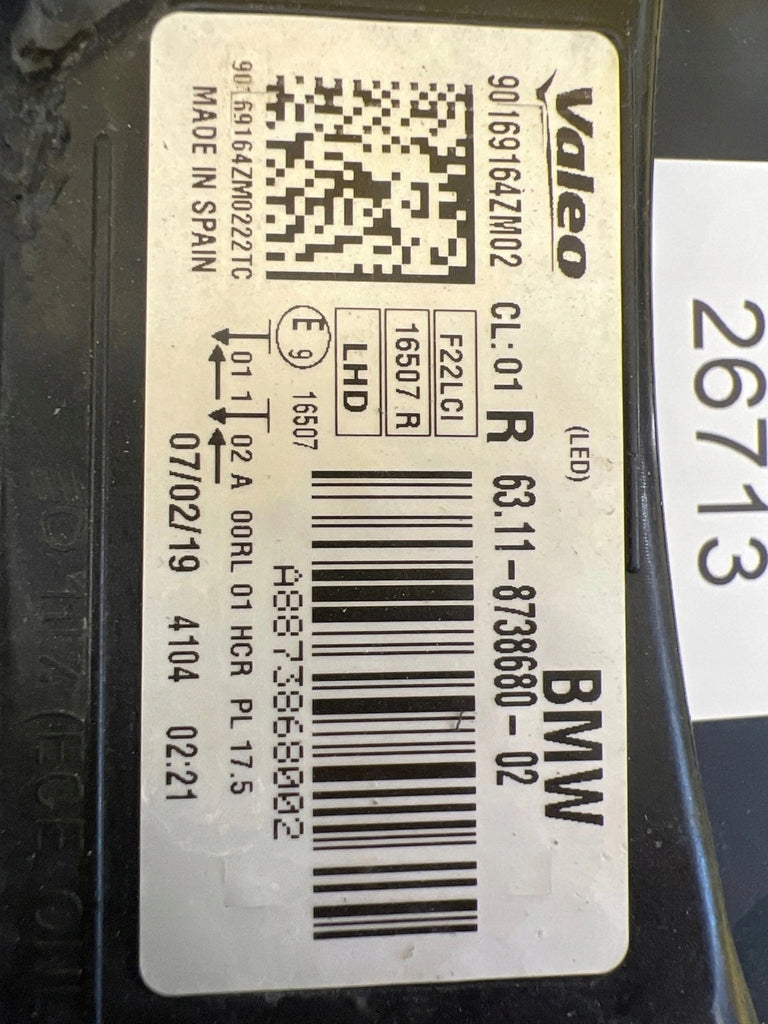 Valeo
(LED)
BMW
90169164ZM02 CL: 01 R 63.11-8738680-02
F22LCI
16507 R
LHD
E 9 16507
A8873868002
90169164ZM0222TC
MADE IN SPAIN
01 1 02 A 00RL 01 HCR PL 17.5
07/02/19 4104 02:21
26713